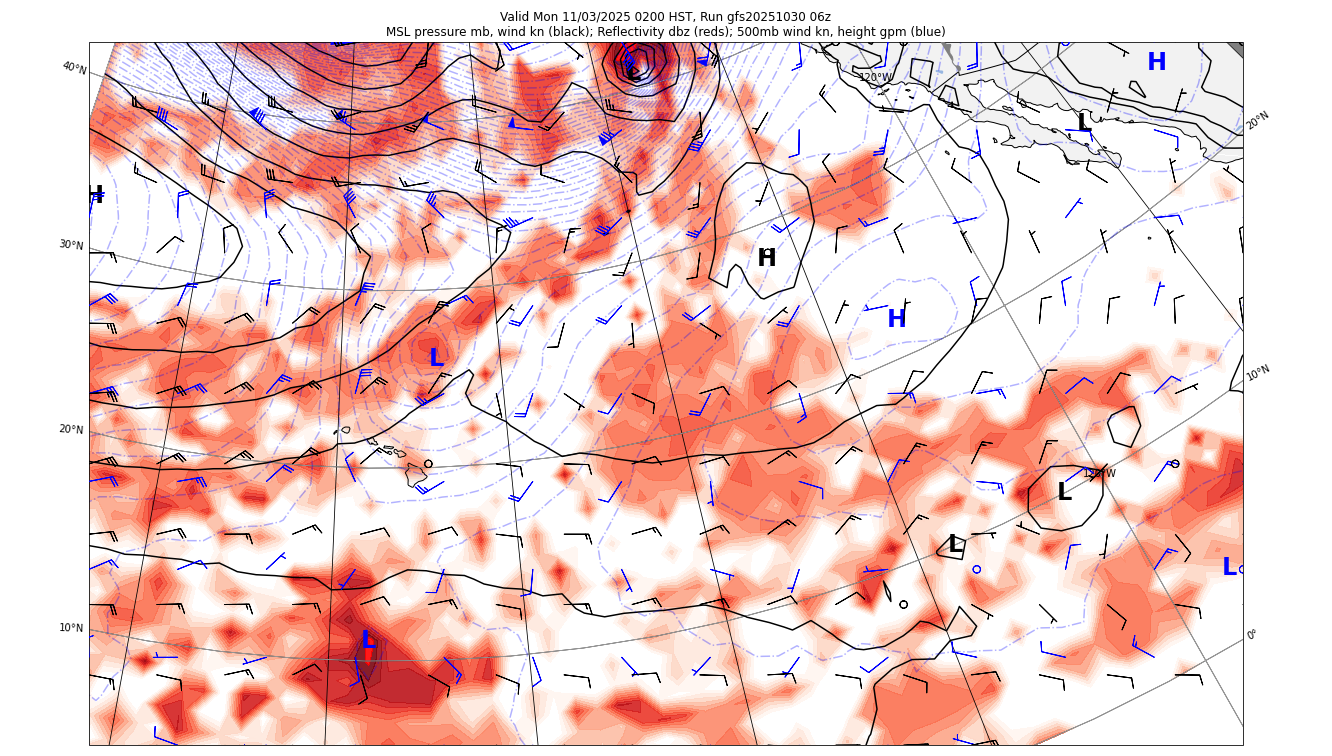 Valid Mon 11/03/2025 0200 HST, Run gfs20251030 06z
MSL pressure mb, wind kn (black); Reflectivity dbz (reds); 500mb wind kn, height gpm (blue)
40°N
L
120°W
H
20°N
L
H
30°N
H
H
L
10°N
20°N
120°W
L
L
L
10°N
L
0°